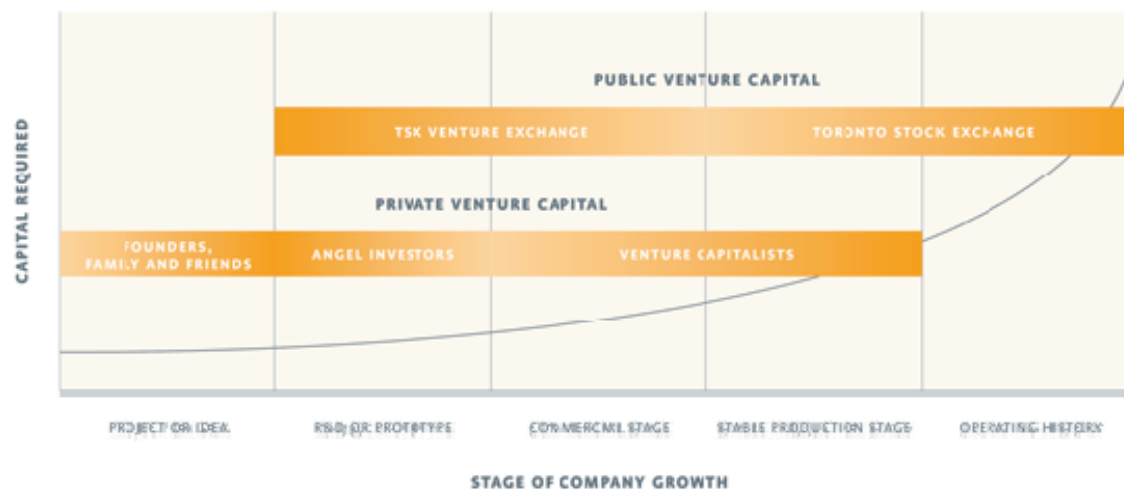 PUBLIC VENTURE CAPITAL
TSX VENTURE EXCHANGE
TORONTO STOCK EXCHANGE
CAPITAL REQUIRED
PRIVATE VENTURE CAPITAL
FOUNDERS,
FAMILY AND FRIENDS
ANGEL INVESTORS
VENTURE CAPITALISTS
PROJECT OR IDEA
R&D OR PROTOTYPE
COMMERCIAL STAGE
STABLE PRODUCTION STAGE
OPERATING HISTORY
STAGE OF COMPANY GROWTH